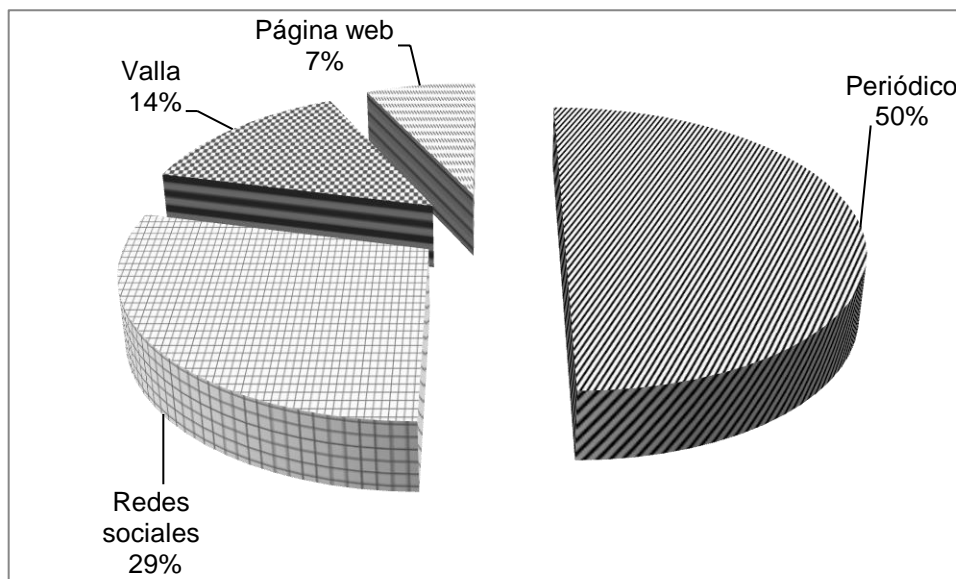 Página web
7%
Valla
14%
Periódico
50%
Redes
sociales
29%